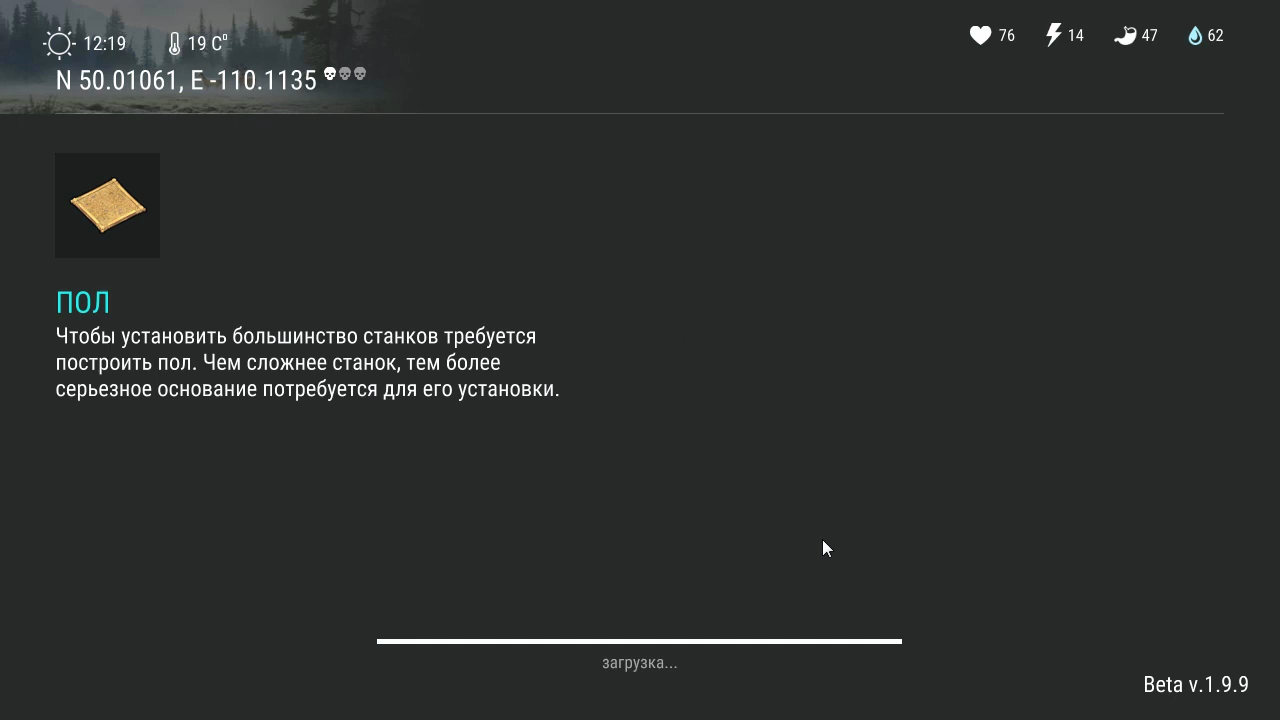 12:19 19 C⁰ 76 14 47 62
N 50.01061, E -110.1135
ПОЛ
Чтобы установить большинство станков требуется
построить пол. Чем сложнее станок, тем более
серьезное основание потребуется для его установки.
загрузка...
Beta v.1.9.9